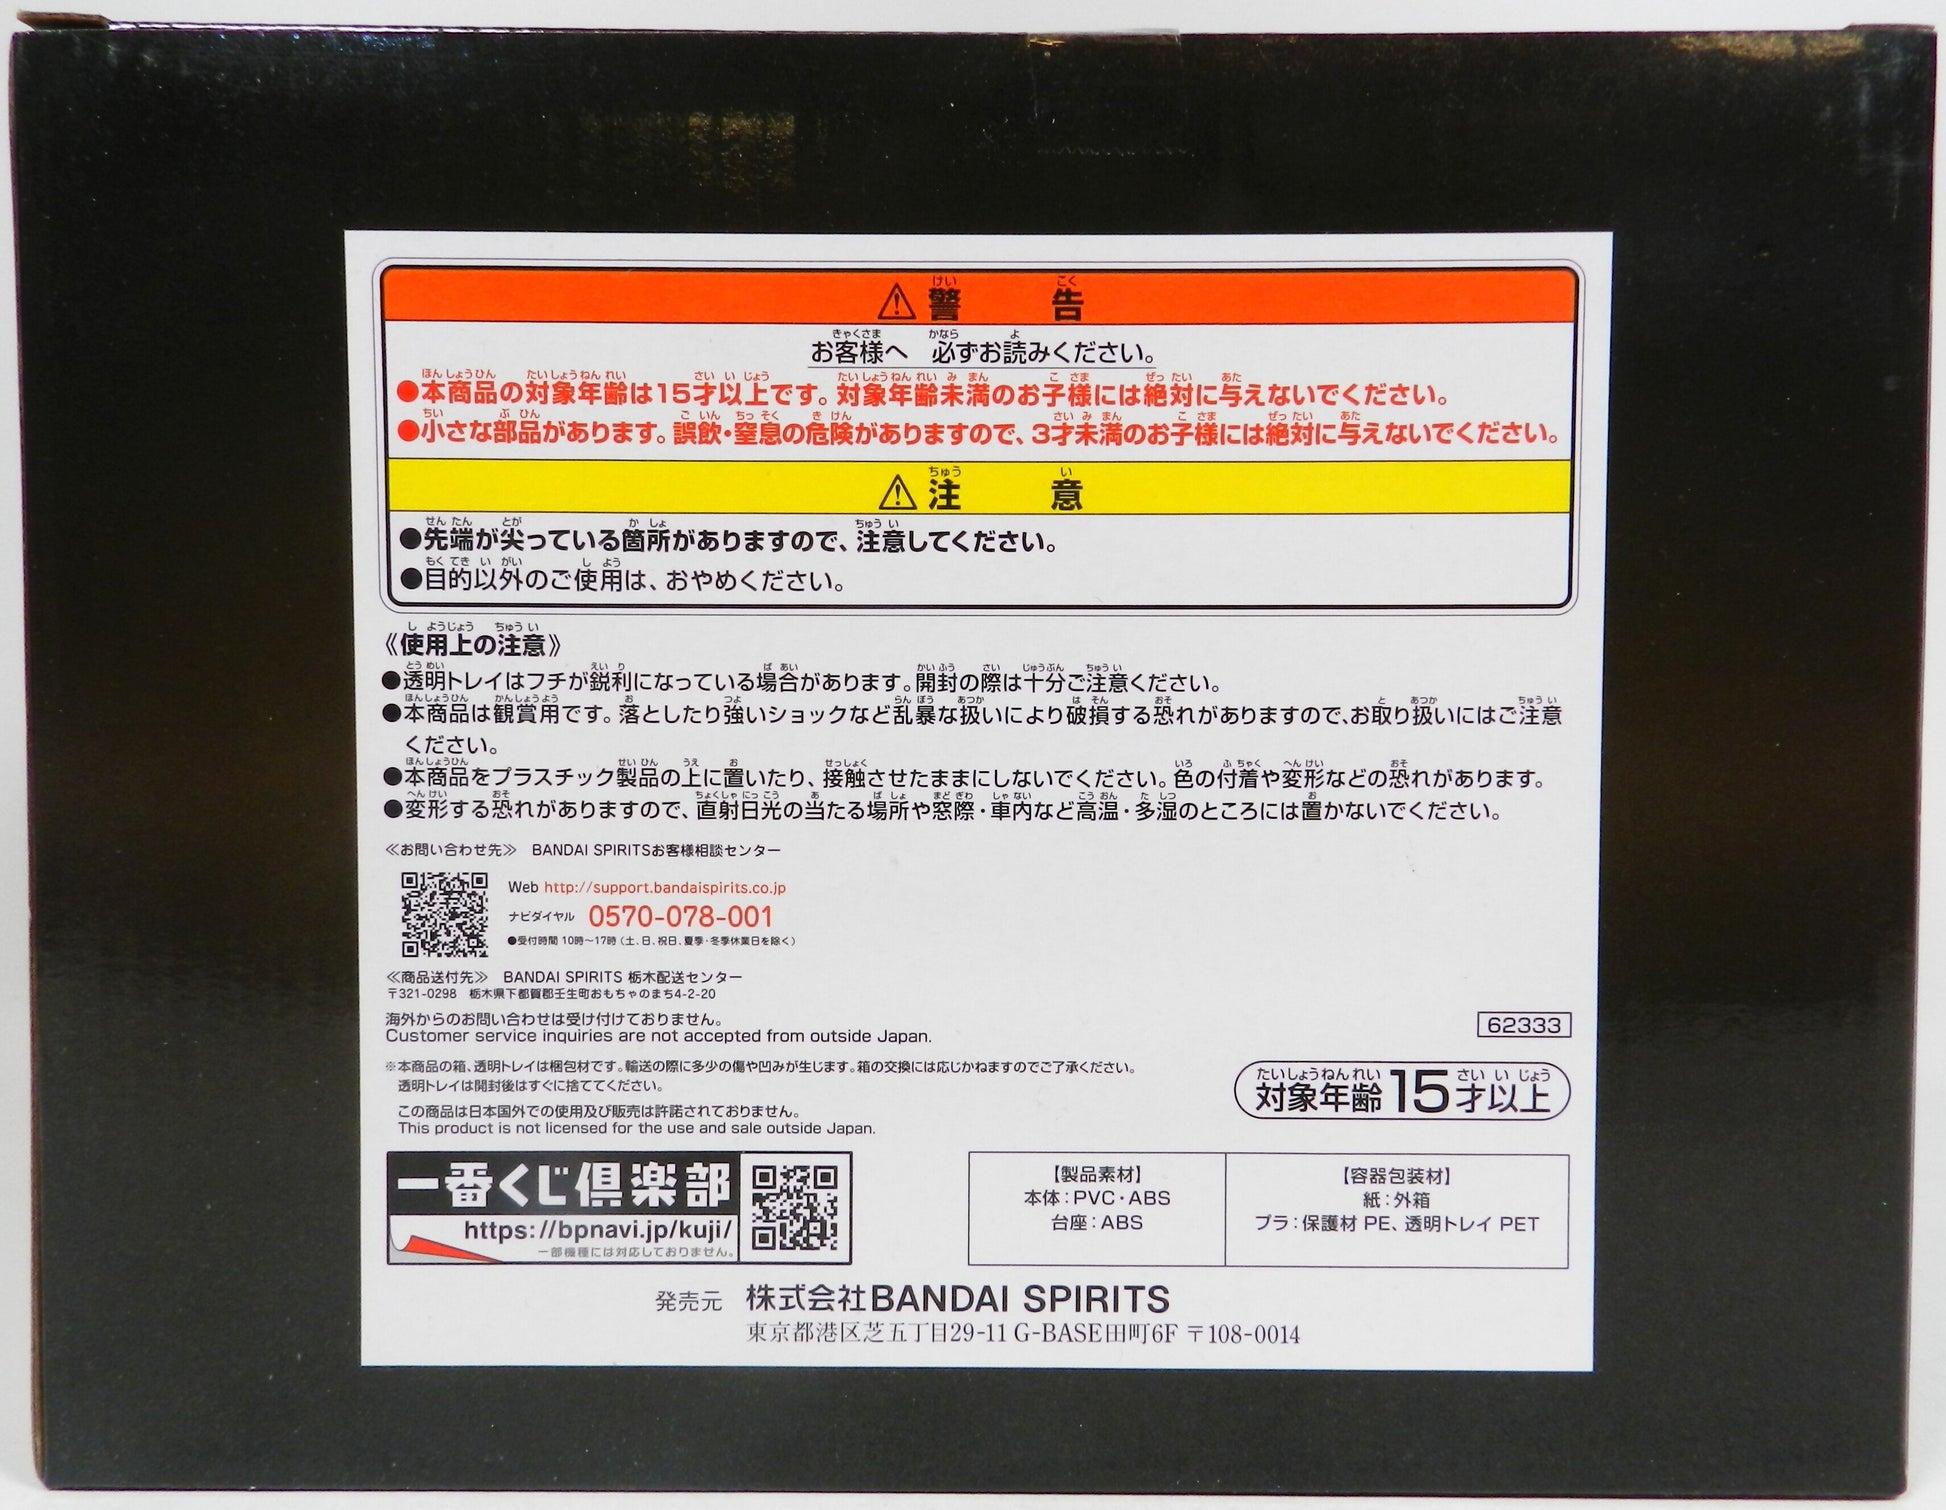 ⚠警告
お客様へ 必ずお読みください。
●本商品の対象年齢は15才以上です。対象年齢未満のお子様には絶対に与えないでください。
●小さな部品があります。誤飲・窒息の危険がありますので、3才未満のお子様には絶対に与えないでください。
⚠注意
●先端が尖っている箇所がありますので、注意してください。
●目的以外のご使用は、おやめください。
《使用上の注意》
●透明トレイはフチが鋭利になっている場合があります。開封の際は十分ご注意ください。
●本商品は観賞用です。落としたり強いショックなど乱暴な扱いにより破損する恐れがありますので、お取り扱いにはご注意
ください。
●本商品をプラスチック製品の上に置いたり、接触させたままにしないでください。色の付着や変形などの恐れがあります。
●変形する恐れがありますので、直射日光の当たる場所や窓際・車内など高温・多湿のところには置かないでください。
≪お問い合わせ先≫ BANDAI SPIRITSお客様相談センター
Web http://support.bandaispirits.co.jp
ナビダイヤル 0570-078-001
●受付時間 10時〜17時（土、日、祝日、夏季・冬季休業日を除く）
≪商品送付先≫ BANDAI SPIRITS 栃木配送センター
〒321-0298 栃木県下都賀郡壬生町おもちゃのまち4-2-20
海外からのお問い合わせは受け付けておりません。
Customer service inquiries are not accepted from outside Japan.
62333
※本商品の箱、透明トレイは梱包材です。輸送の際に多少の傷や凹みが生じます。箱の交換には応じかねますのでご了承ください。
透明トレイは開封後はすぐに捨ててください。
対象年齢15才以上
この商品は日本国外での使用及び販売は許諾されておりません。
This product is not licensed for the use and sale outside Japan.
一番くじ倶楽部
https://bpnavi.jp/kuji/
一部機種には対応しておりません。
【製品素材】
本体：PVC・ABS
台座：ABS
【容器包装材】
紙：外箱
プラ：保護材 PE、透明トレイ PET
発売元 株式会社BANDAI SPIRITS
東京都港区芝五丁目29-11 G-BASE田町6F 〒108-0014